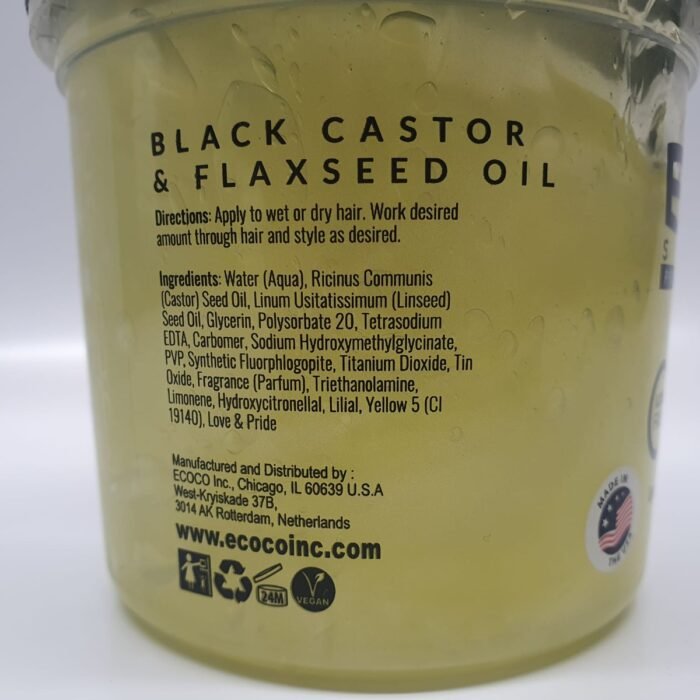 BLACK CASTOR
& FLAXSEED OIL
Directions: Apply to wet or dry hair. Work desired
amount through hair and style as desired.
Ingredients: Water (Aqua), Ricinus Communis
(Castor) Seed Oil, Linum Usitatissimum (Linseed)
Seed Oil, Glycerin, Polysorbate 20, Tetrasodium
EDTA, Carbomer, Sodium Hydroxymethylglycinate,
PVP, Synthetic Fluorphlogopite, Titanium Dioxide, Tin
Oxide, Fragrance (Parfum), Triethanolamine,
Limonene, Hydroxycitronellal, Lilial, Yellow 5 (CI
19140), Love & Pride
Manufactured and Distributed by :
ECOCO Inc., Chicago, IL 60639 U.S.A
West-Kryiskade 37B,
3014 AK Rotterdam, Netherlands
www.ecocoinc.com
24M
VEGAN
MADE IN
THE USA